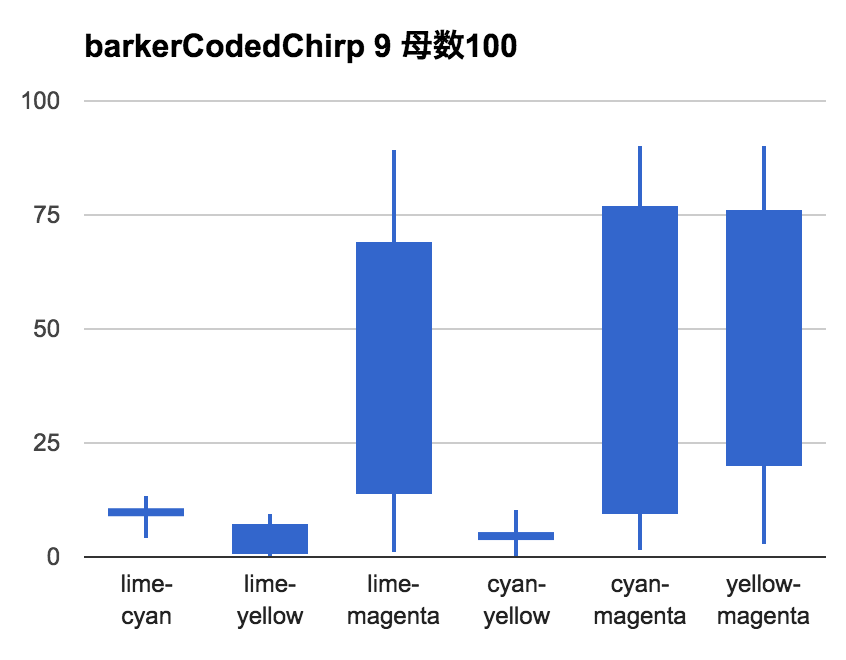 barkerCodedChirp 9 母数100
100
75
50
25
0
lime-
cyan
lime-
yellow
lime-
magenta
cyan-
yellow
cyan-
magenta
yellow-
magenta